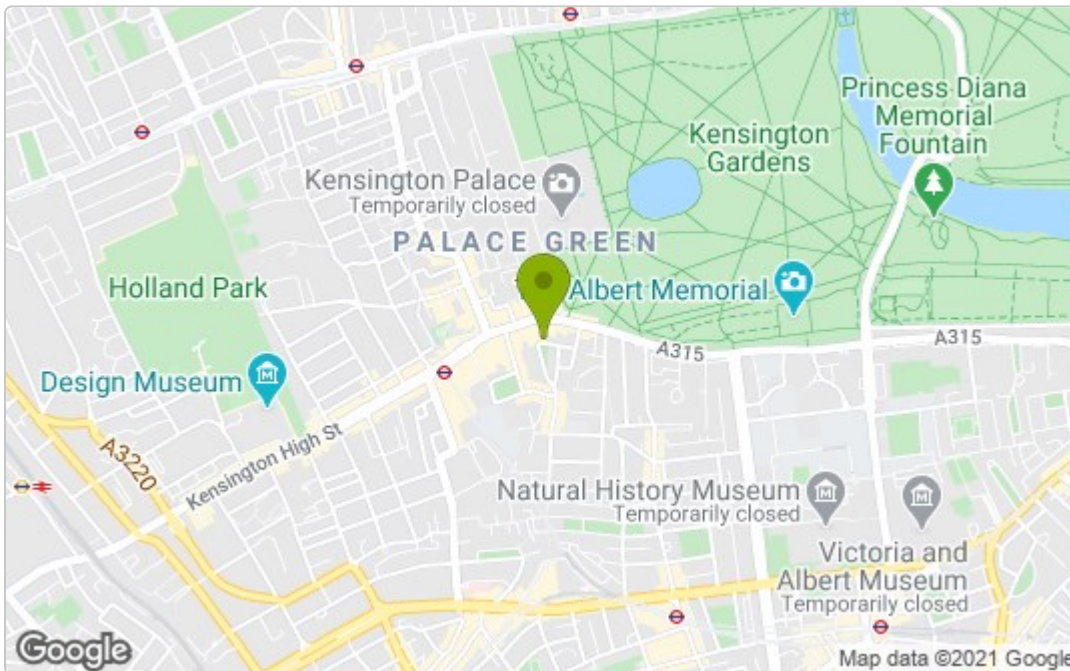 Princess Diana
Memorial
Fountain
Kensington
Gardens
Kensington Palace
Temporarily closed
PALACE GREEN
Holland Park
Albert Memorial
A315
A315
Design Museum
A3220
Kensington High St
Natural History Museum
Temporarily closed
Victoria and
Albert Museum
Temporarily closed
Google
Map data ©2021 Google